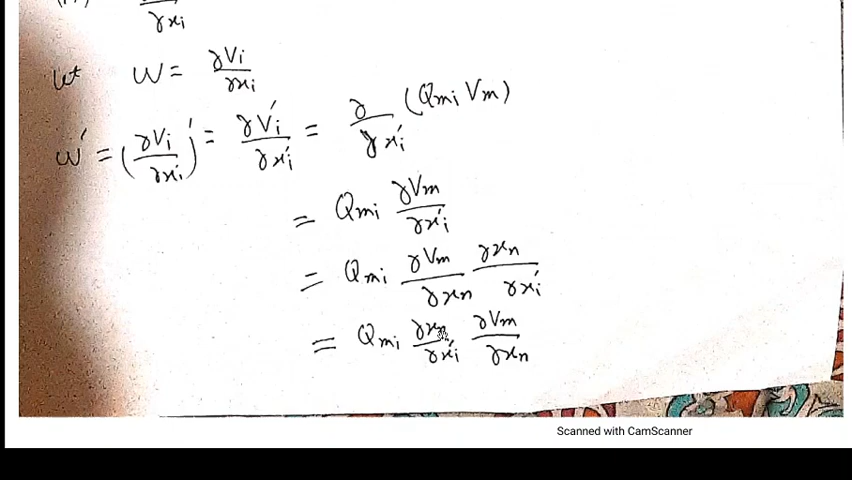 ∂xi
let W = ∂Vi/∂xi
W' = (∂Vi/∂xi)' = ∂V'i/∂x'i = ∂/∂x'i (Qmi Vm)
= Qmi ∂Vm/∂x'i
= Qmi ∂Vm/∂xn ∂xn/∂x'i
= Qmi ∂xn/∂x'i ∂Vm/∂xn
Scanned with CamScanner